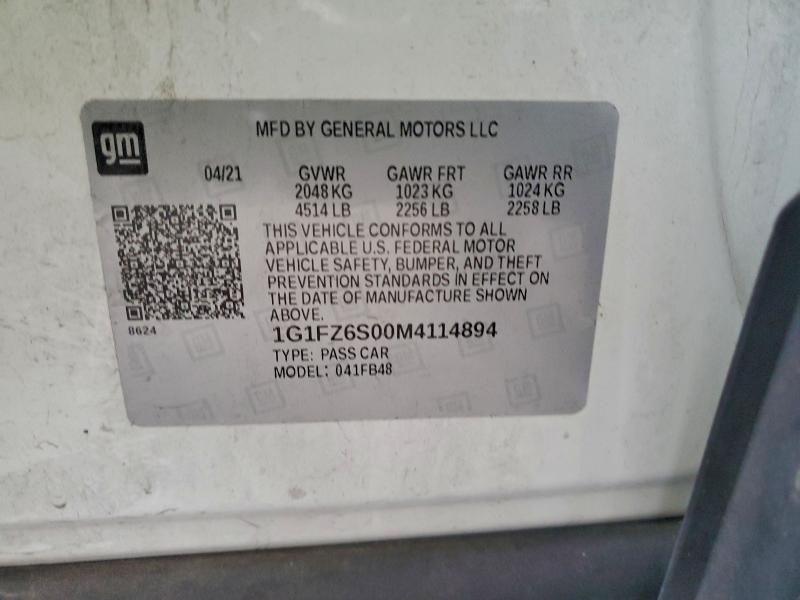 gm
MFD BY GENERAL MOTORS LLC
04/21 GVWR GAWR FRT GAWR RR
2048 KG 1023 KG 1024 KG
4514 LB 2256 LB 2258 LB
THIS VEHICLE CONFORMS TO ALL
APPLICABLE U.S. FEDERAL MOTOR
VEHICLE SAFETY, BUMPER, AND THEFT
PREVENTION STANDARDS IN EFFECT ON
THE DATE OF MANUFACTURE SHOWN
ABOVE.
8624
1G1FZ6S00M4114894
TYPE: PASS CAR
MODEL: 041FB48